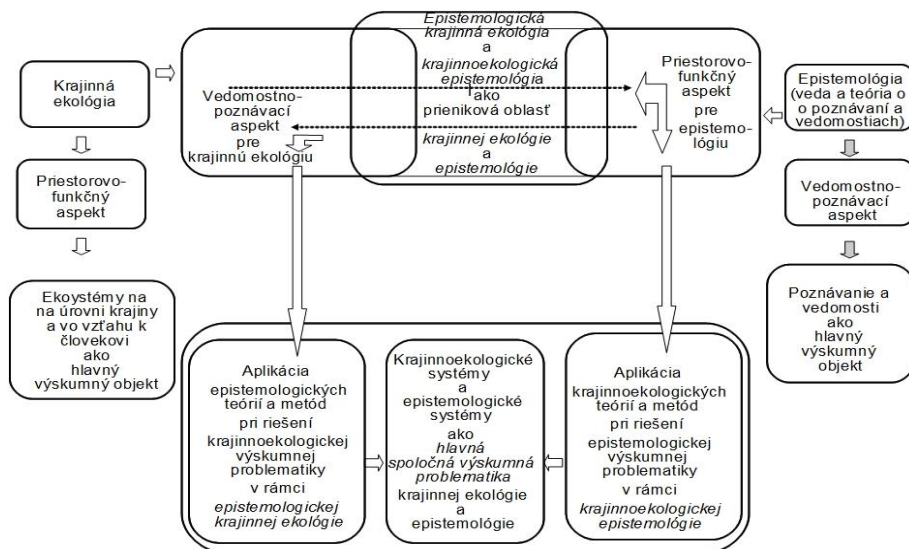 Krajinná
ekológia
Priestorovo-
funkčný
aspekt
Ekoystémy na
na úrovni krajiny
a vo vzťahu k
človekovi
ako
hlavný
výskumný objekt
Vedomostno-
poznávací
aspekt
pre
krajinnú ekológiu
Epistemologická
krajinná ekológia
a
krajinnoekologická
epistemológia
ako
prieniková oblasť
krajinnej ekológie
a
epistemológie
Priestorovo-
funkčný
aspekt
pre
epistemo-
lógiu
Epistemológia
(veda a teória o
o poznávaní a
vedomostiach)
Vedomostno-
poznávací
aspekt
Poznávanie a
vedomosti
ako
hlavný
výskumný
objekt
Aplikácia
epistemologických
teórií a metód
pri riešení
krajinnoekologickej
výskumnej
problematiky
v rámci
epistemologickej
krajinnej ekológie
Krajinnoekologické
systémy
a
epistemologické
systémy
ako
hlavná
spoločná výskumná
problematika
krajinnej ekológie
a
epistemológie
Aplikácia
krajinnoekologických
teórií a metód
pri riešení
epistemologickej
výskumnej
problematiky
v rámci
krajinnoekologickej
epistemológie